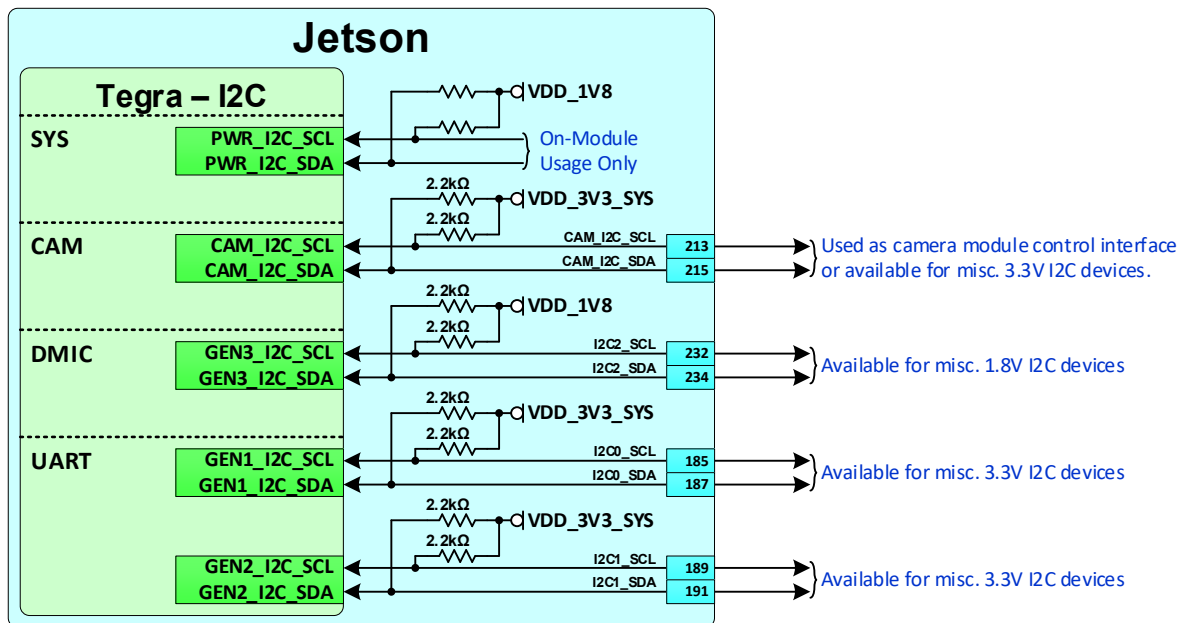 Jetson
Tegra – I2C
VDD_1V8
SYS
PWR_I2C_SCL
PWR_I2C_SDA
On-Module
Usage Only
2.2kΩ
VDD_3V3_SYS
2.2kΩ
CAM
CAM_I2C_SCL
CAM_I2C_SCL
213
CAM_I2C_SDA
CAM_I2C_SDA
215
Used as camera module control interface
or available for misc. 3.3V I2C devices.
2.2kΩ
VDD_1V8
2.2kΩ
DMIC
GEN3_I2C_SCL
I2C2_SCL
232
GEN3_I2C_SDA
I2C2_SDA
234
Available for misc. 1.8V I2C devices
2.2kΩ
VDD_3V3_SYS
2.2kΩ
UART
GEN1_I2C_SCL
I2C0_SCL
185
GEN1_I2C_SDA
I2C0_SDA
187
Available for misc. 3.3V I2C devices
2.2kΩ
VDD_3V3_SYS
2.2kΩ
GEN2_I2C_SCL
I2C1_SCL
189
GEN2_I2C_SDA
I2C1_SDA
191
Available for misc. 3.3V I2C devices